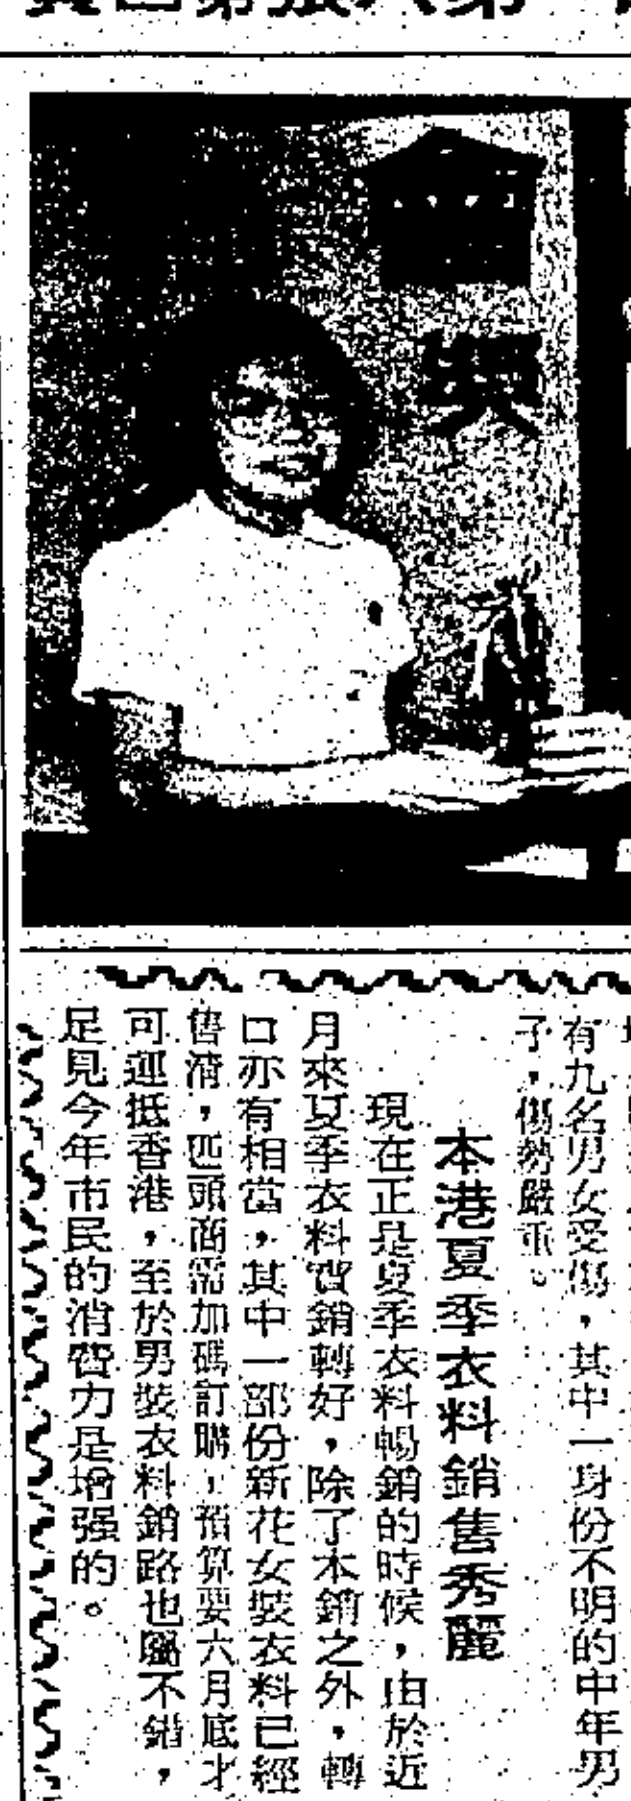 有九名男女受傷，其中一身份不明的中年男
子，傷勢嚴重。
本港夏季衣料銷售秀麗
現在正是夏季衣料暢銷的時候，由於近
月來夏季衣料實銷轉好，除了本銷之外，轉
口亦有相當，其中一部份新花女裝衣料已經
售清，匹頭商需加碼訂購，預算要六月底才
可運抵香港，至於男裝衣料銷路也屬不錯，
足見今年市民的消費力是增强的。